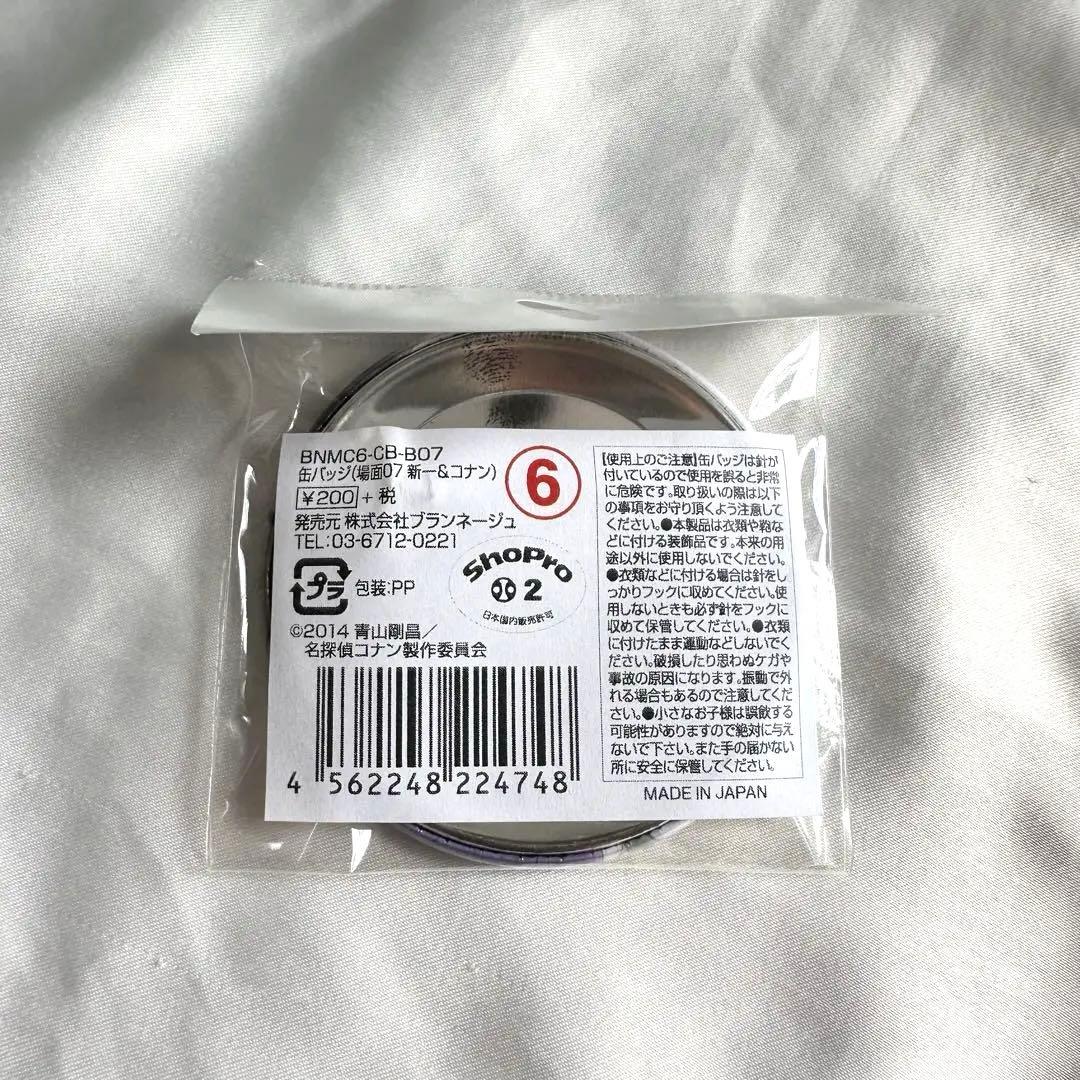 BNMC6-CB-B07
缶バッジ(場面07 新一&コナン)
¥200 + 税
発売元 株式会社ブランネージュ
TEL:03-6712-0221
6
ShoPro
2
日本国内販売許可
プラ 包装:PP
©2014 青山剛昌/
名探偵コナン製作委員会
4 562248 224748
【使用上のご注意】缶バッジは針が
付いているので使用を誤ると非常
に危険です。取り扱いの際は以下
の事項をお守り頂くよう注意して
ください。●本製品は衣類や鞄な
どに付ける装飾品です。本来の用
途以外に使用しないでください。
●衣類などに付ける場合は針をし
っかりフックに収めてください。使
用しないときも必ず針をフックに
収めて保管してください。●衣類
に付けたまま運動などしないでく
ださい。破損したり思わぬケガや
事故の原因になります。振動で外
れる場合もあるので注意してくだ
さい。●小さなお子様は誤飲する
可能性がありますので絶対に与え
ないで下さい。また手の届かない
所に安全に保管してください。
MADE IN JAPAN